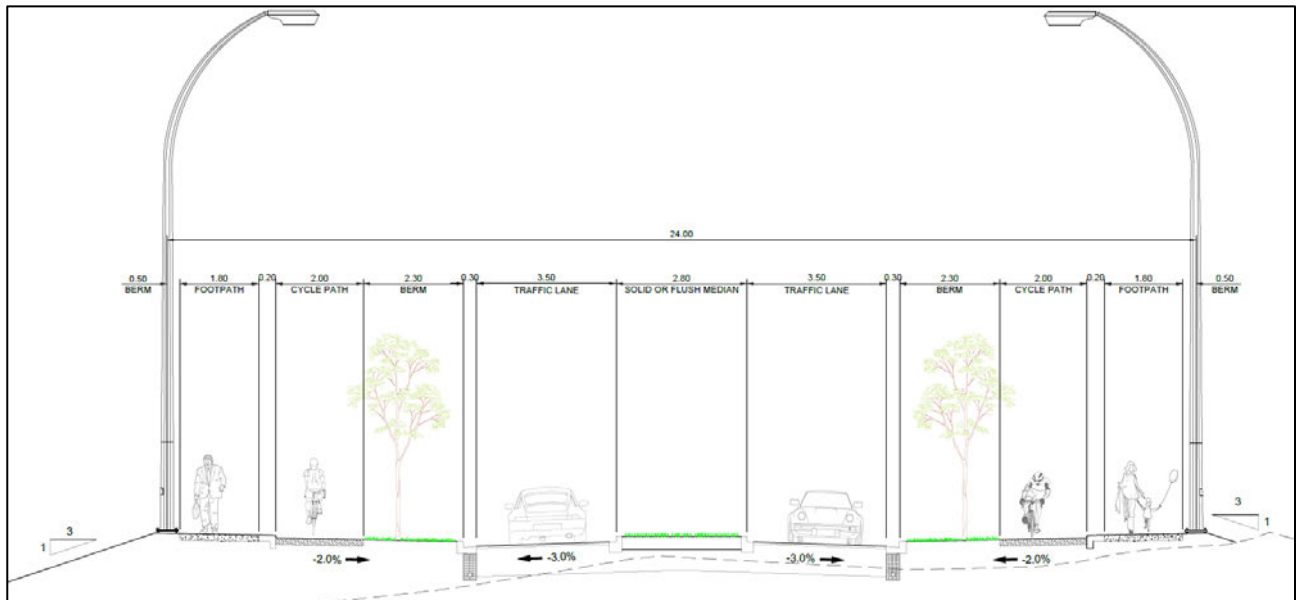 24.00
0.50 1.80 0.20 2.00 2.30 0.30 3.50 2.80 3.50 0.30 2.30 2.00 0.20 1.80 0.50
BERM FOOTPATH CYCLE PATH BERM TRAFFIC LANE SOLID OR FLUSH MEDIAN TRAFFIC LANE BERM CYCLE PATH FOOTPATH BERM
3 3
1 1
-2.0% -3.0% -3.0% -2.0%